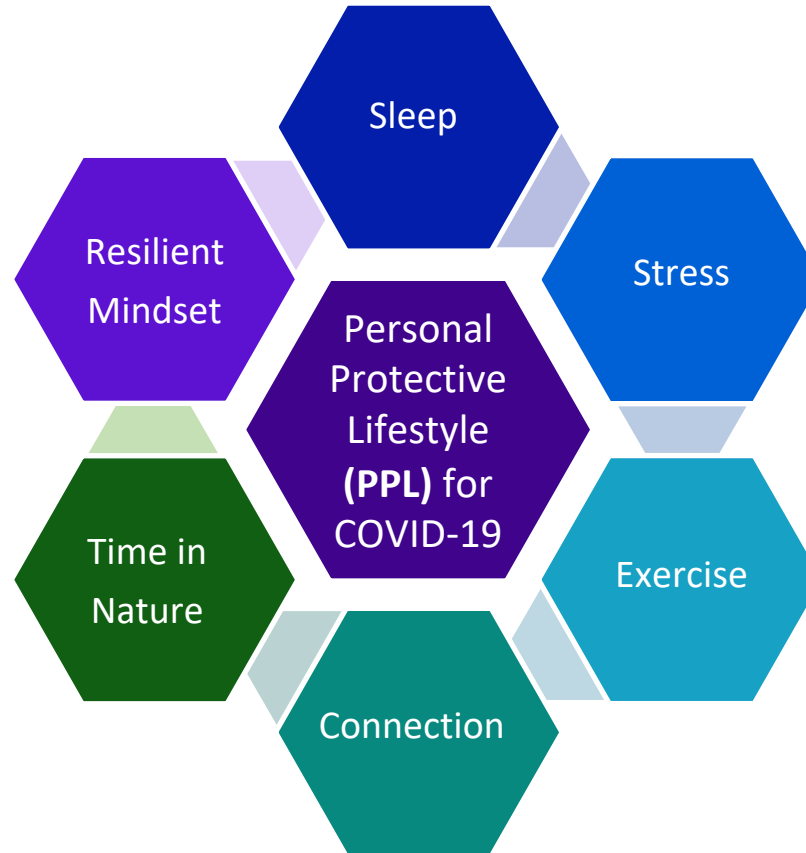 Sleep
Stress
Resilient
Mindset
Personal
Protective
Lifestyle
(PPL) for
COVID-19
Exercise
Time in
Nature
Connection